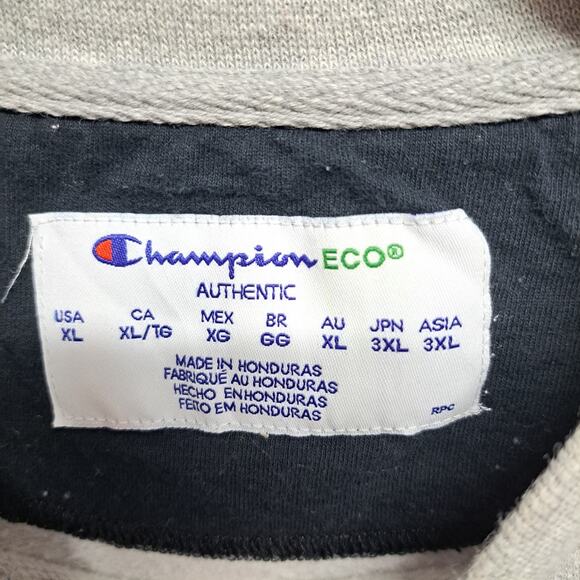 Champion ECO®
AUTHENTIC
USA CA MEX BR AU JPN ASIA
XL XL/TG XG GG XL 3XL 3XL
MADE IN HONDURAS
FABRIQUÉ AU HONDURAS
HECHO EN HONDURAS
FEITO EM HONDURAS
RPC